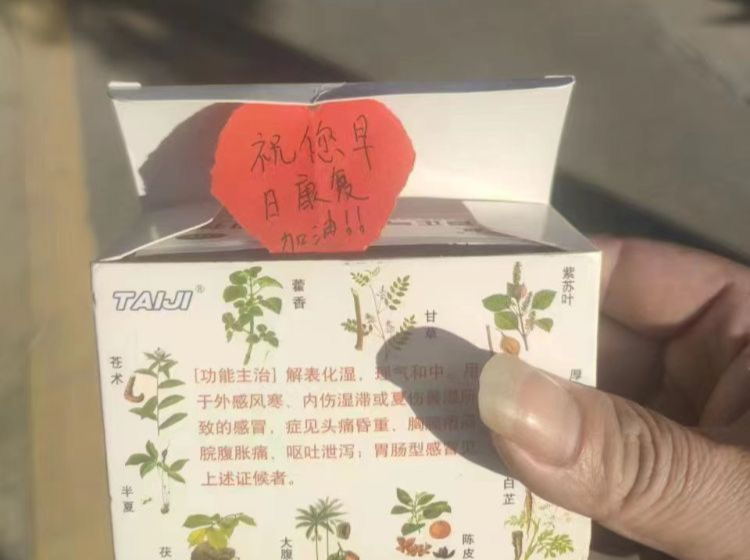 祝您早
日康复
加油!!
TAIJI®
藿香
甘草
紫苏叶
苍术
[功能主治] 解表化湿，理气和中。用
于外感风寒、内伤湿滞或夏伤暑湿所
致的感冒，症见头痛昏重、胸膈痞闷
脘腹胀痛、呕吐泄泻；胃肠型感冒见
上述证候者。
厚
半夏
白芷
茯
大腹
陈皮